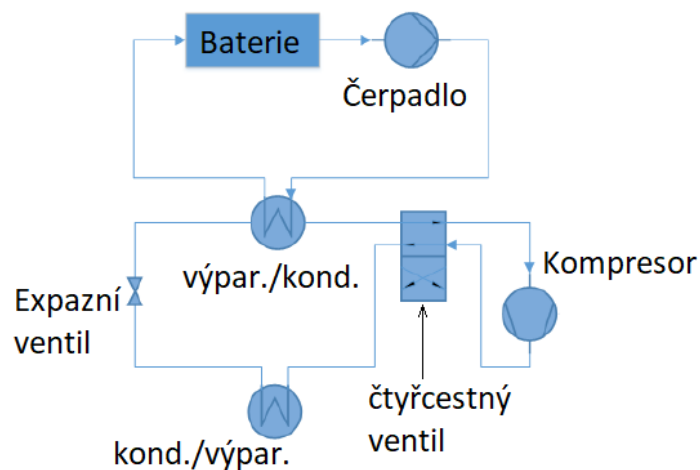 Baterie
Čerpadlo
výpar./kond.
Kompresor
Expazní
ventil
čtyřcestný
ventil
kond./výpar.